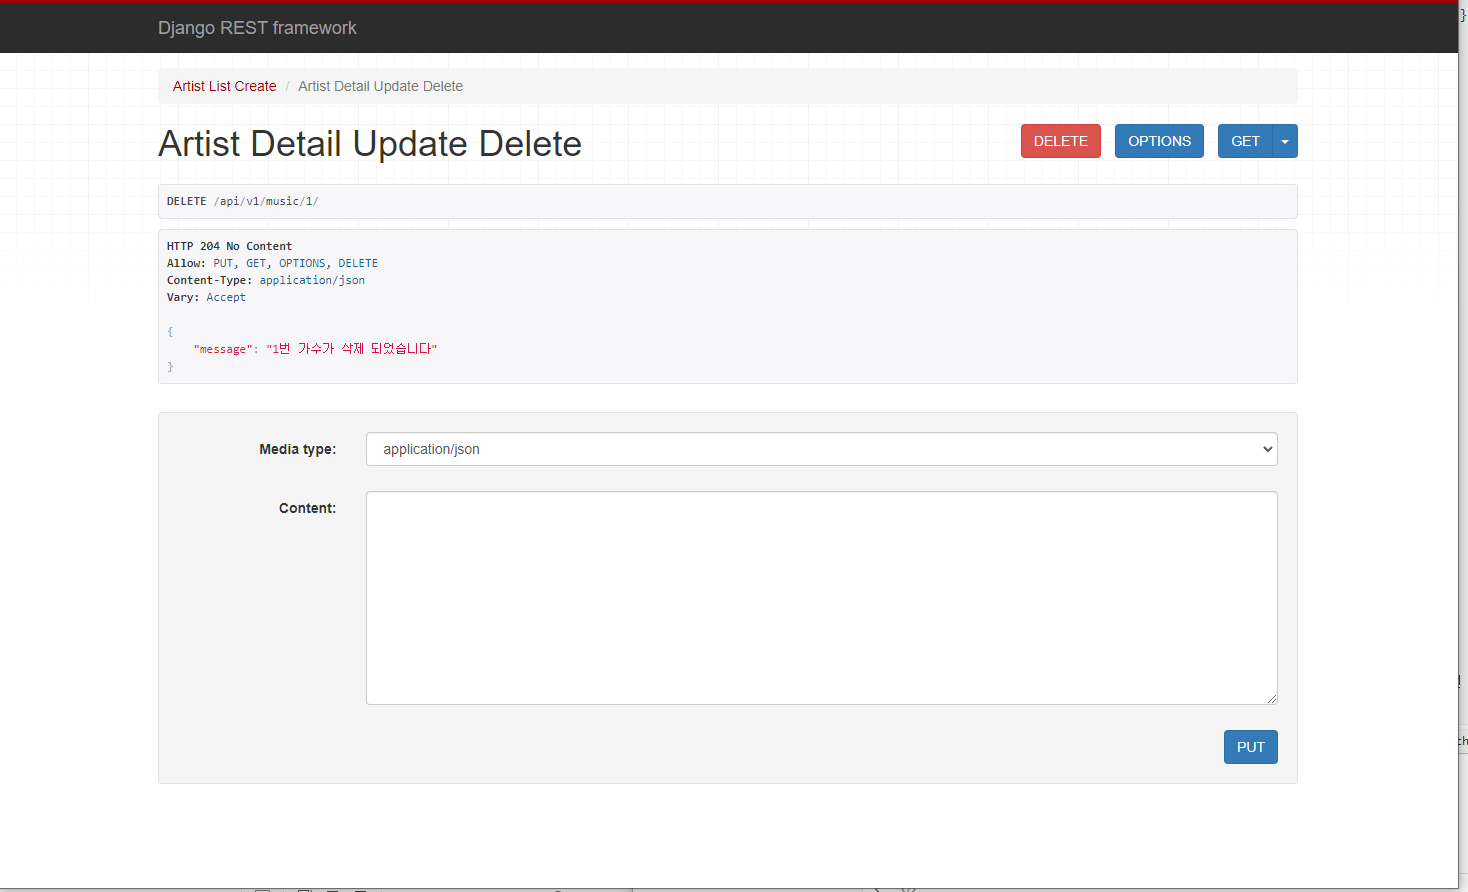 Django REST framework
Artist List Create / Artist Detail Update Delete
Artist Detail Update Delete
DELETE OPTIONS GET
DELETE /api/v1/music/1/
HTTP 204 No Content
Allow: PUT, GET, OPTIONS, DELETE
Content-Type: application/json
Vary: Accept
{
"message": "1번 가수가 삭제 되었습니다"
}
Media type: application/json
Content:
PUT
}
th